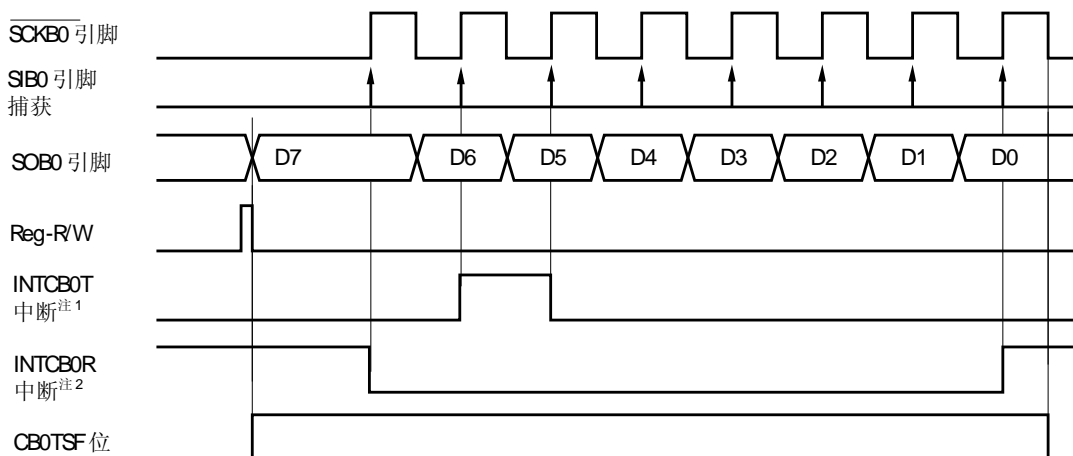 SCKB0 引脚
SIB0 引脚
捕获
SOB0 引脚
D7 D6 D5 D4 D3 D2 D1 D0
Reg-R/W
INTCB0T
中断注 1
INTCB0R
中断注 2
CB0TSF 位